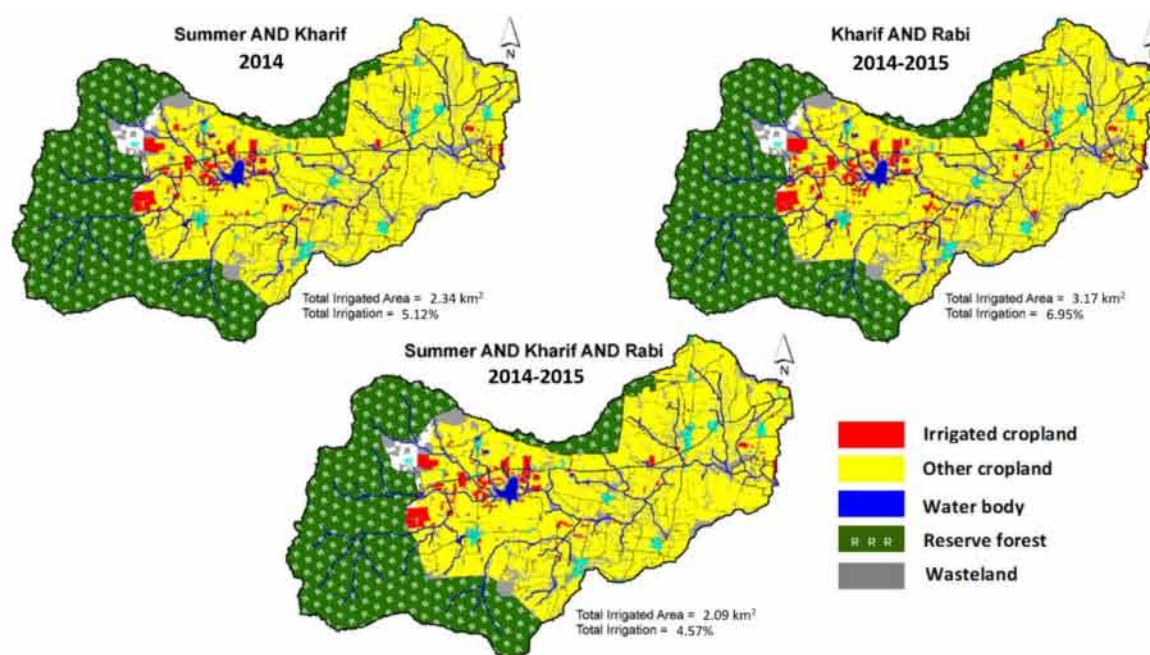 Summer AND Kharif
2014
N
Total Irrigated Area = 2.34 km²
Total Irrigation = 5.12%
Kharif AND Rabi
2014-2015
N
Total Irrigated Area = 3.17 km²
Total Irrigation = 6.95%
Summer AND Kharif AND Rabi
2014-2015
N
Total Irrigated Area = 2.09 km²
Total Irrigation = 4.57%
Irrigated cropland
Other cropland
Water body
R R R Reserve forest
Wasteland